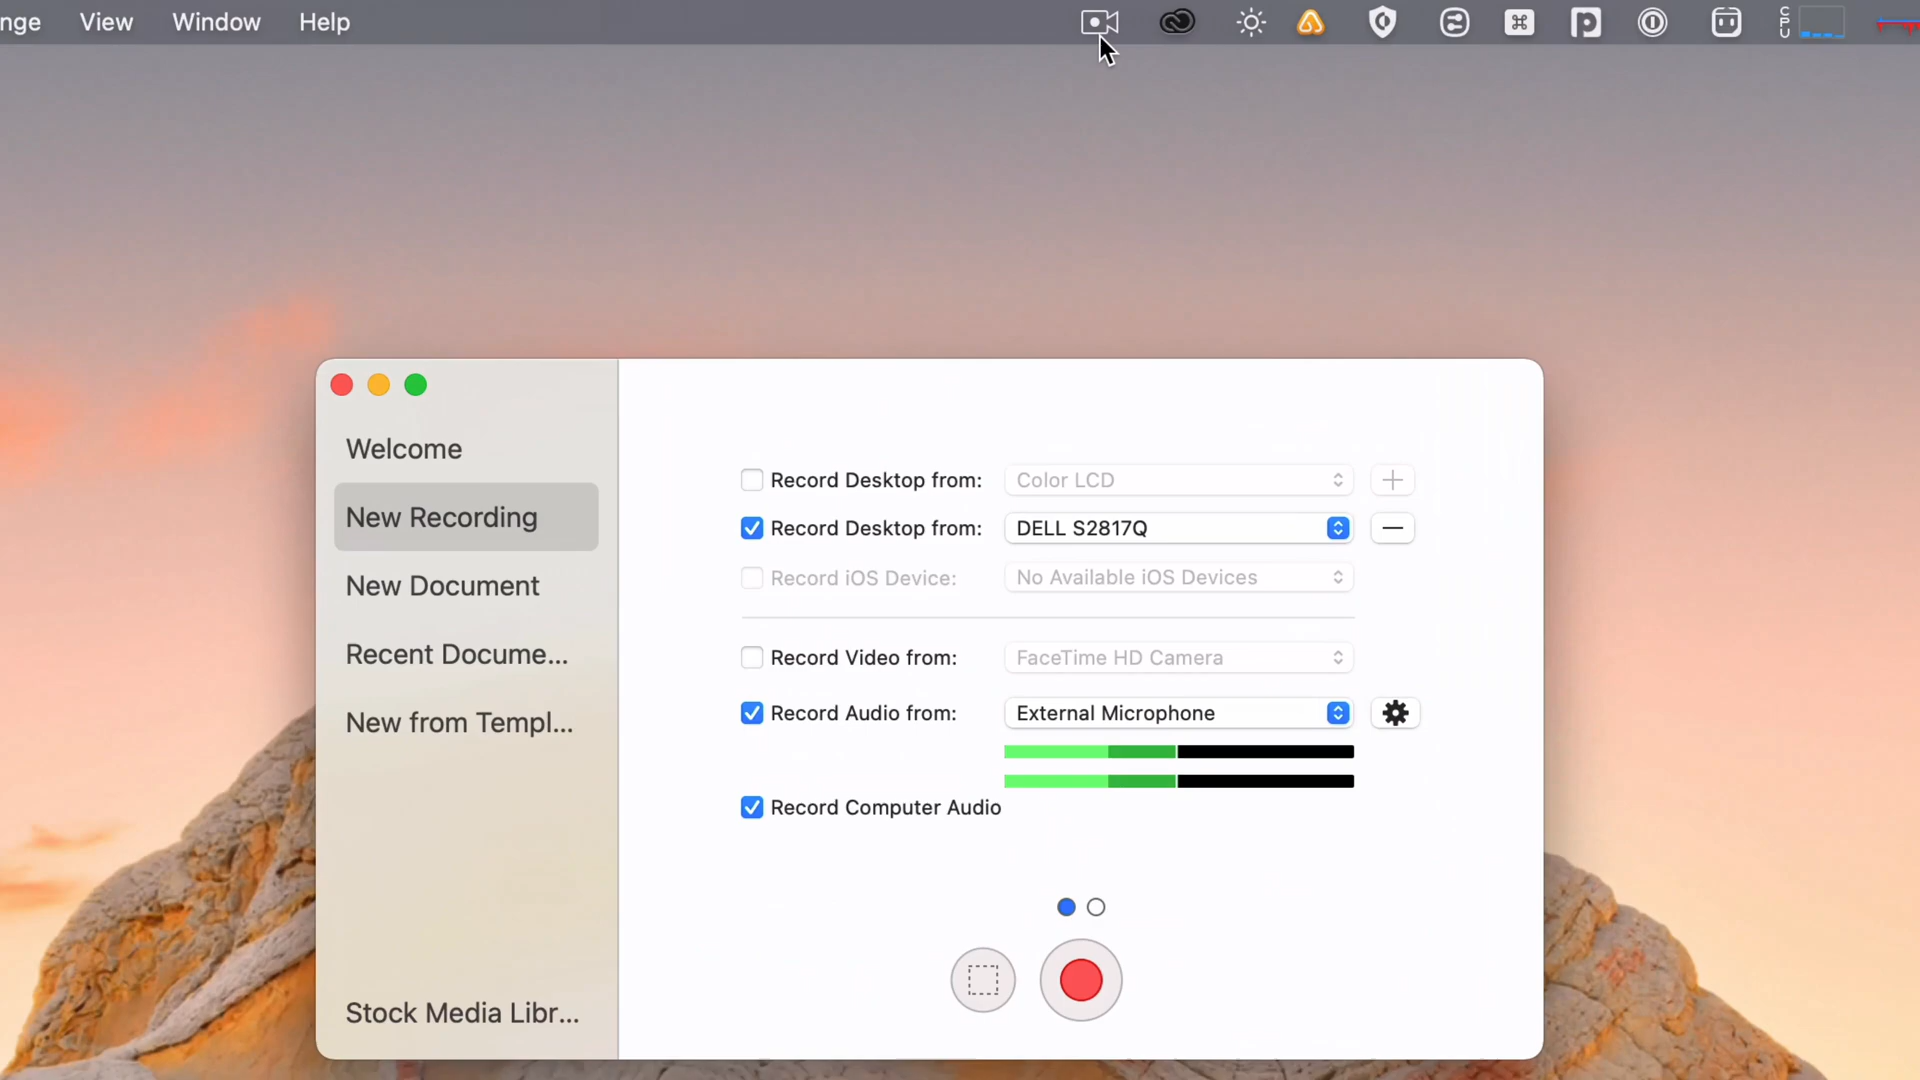 nge View Window Help
CPU
Welcome
New Recording
New Document
Recent Docume...
New from Templ...
Stock Media Libr...
Record Desktop from: Color LCD
Record Desktop from: DELL S2817Q
Record iOS Device: No Available iOS Devices
Record Video from: FaceTime HD Camera
Record Audio from: External Microphone
Record Computer Audio